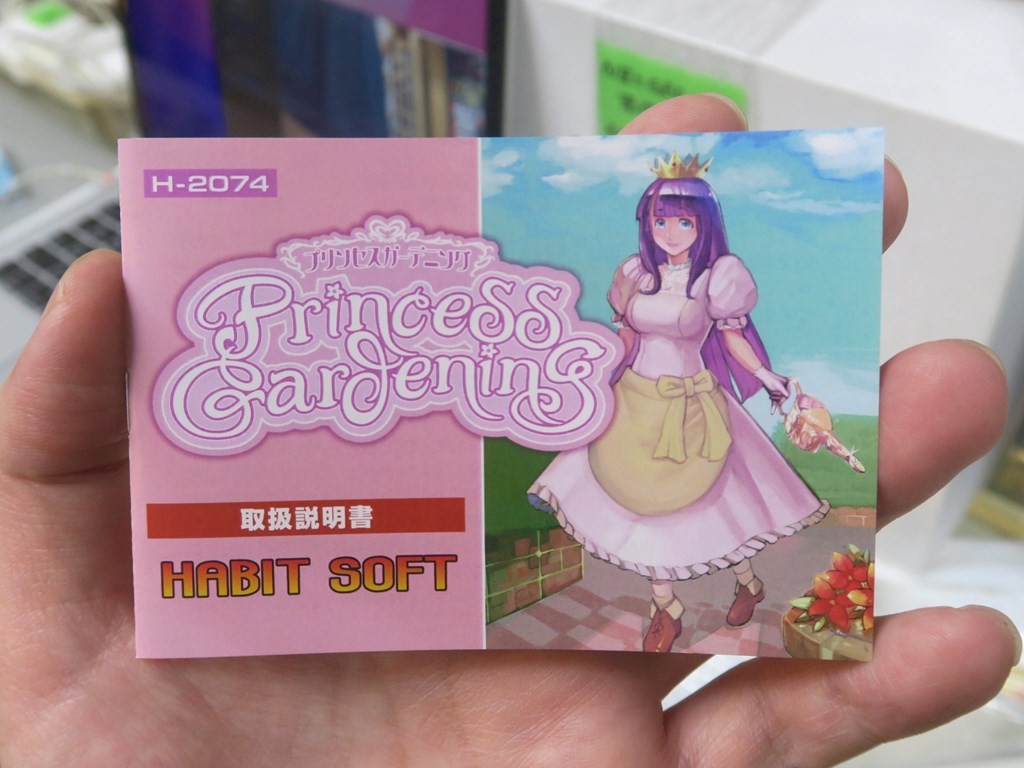 H-2074
プリンセスガーデニング
Princess
Gardening
取扱説明書
HABIT SOFT